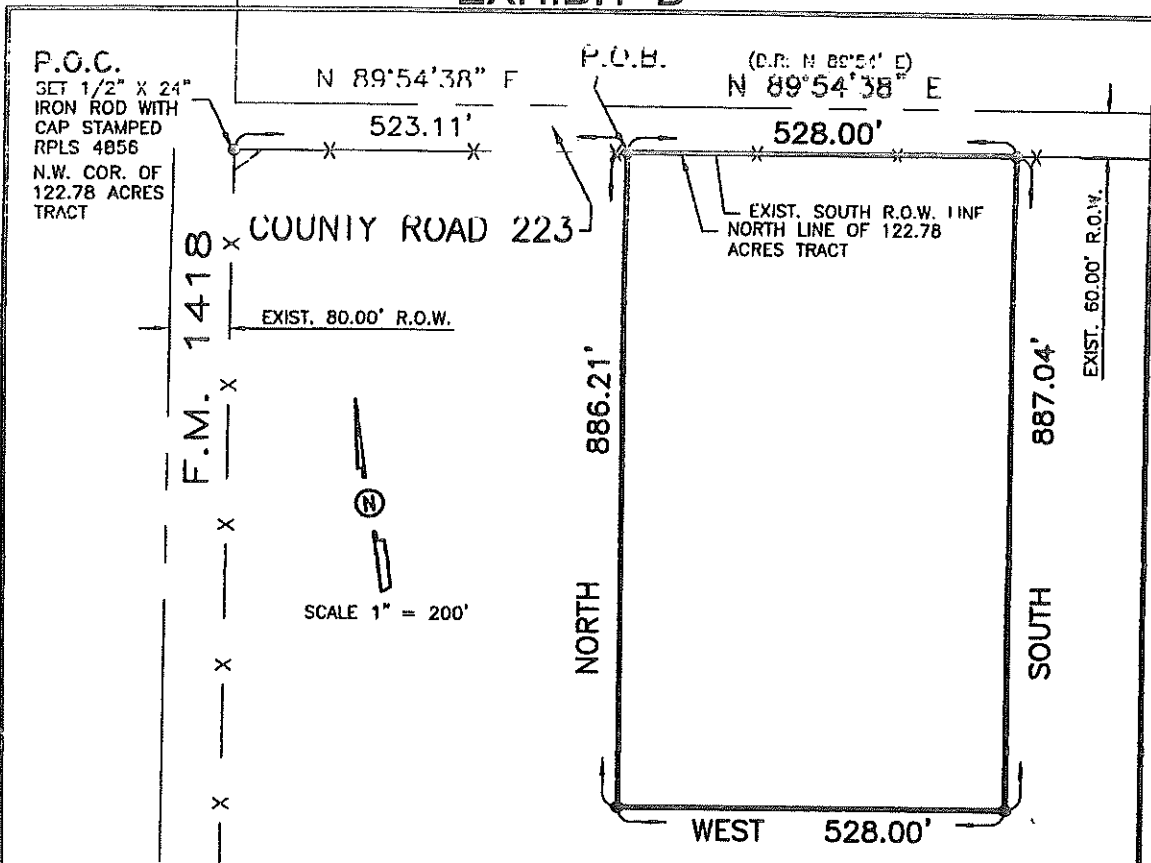 P.O.C.
SET 1/2" X 24"
IRON ROD WITH
CAP STAMPED
RPLS 4856
N.W. COR. OF
122.78 ACRES
TRACT
N 89°54'38" E
523.11'
P.O.B.
(D.R: N 89°51' E)
N 89°54'38" E
528.00'
EXIST. SOUTH R.O.W. LINE
NORTH LINE OF 122.78
ACRES TRACT
COUNTY ROAD 223
F.M. 1418
EXIST. 80.00' R.O.W.
EXIST. 60.00' R.O.W.
886.21'
887.04'
N
SCALE 1" = 200'
NORTH
SOUTH
WEST 528.00'